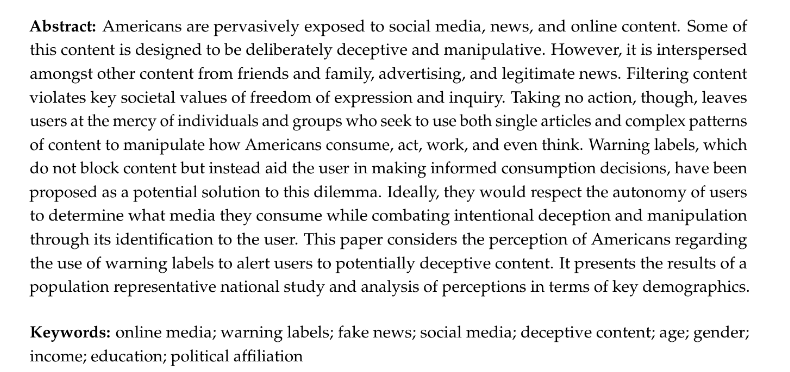 Abstract: Americans are pervasively exposed to social media, news, and online content. Some of
this content is designed to be deliberately deceptive and manipulative. However, it is interspersed
amongst other content from friends and family, advertising, and legitimate news. Filtering content
violates key societal values of freedom of expression and inquiry. Taking no action, though, leaves
users at the mercy of individuals and groups who seek to use both single articles and complex patterns
of content to manipulate how Americans consume, act, work, and even think. Warning labels, which
do not block content but instead aid the user in making informed consumption decisions, have been
proposed as a potential solution to this dilemma. Ideally, they would respect the autonomy of users
to determine what media they consume while combating intentional deception and manipulation
through its identification to the user. This paper considers the perception of Americans regarding
the use of warning labels to alert users to potentially deceptive content. It presents the results of a
population representative national study and analysis of perceptions in terms of key demographics.
Keywords: online media; warning labels; fake news; social media; deceptive content; age; gender;
income; education; political affiliation